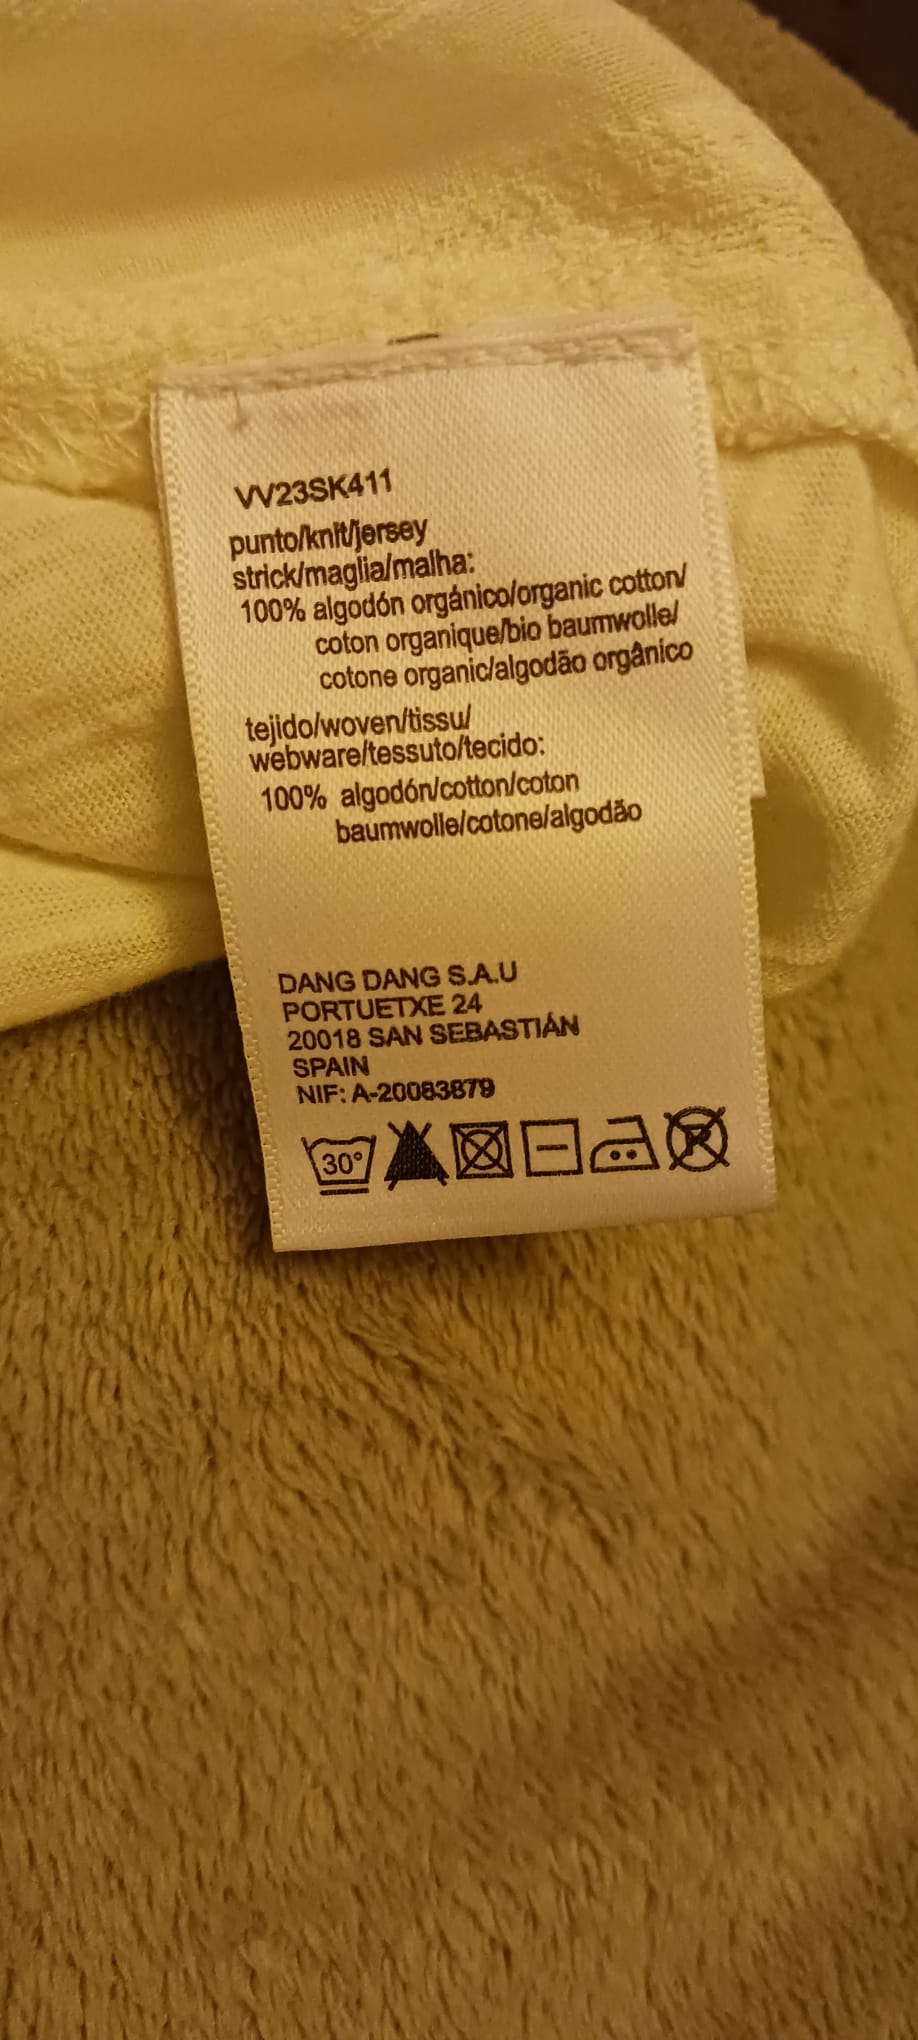 VV23SK411
punto/knit/jersey
strick/maglia/malha:
100% algodón orgánico/organic cotton/
coton organique/bio baumwolle/
cotone organic/algodão orgânico
tejido/woven/tissu/
webware/tessuto/tecido:
100% algodón/cotton/coton
baumwolle/cotone/algodão
DANG DANG S.A.U
PORTUETXE 24
20018 SAN SEBASTIÁN
SPAIN
NIF: A-20083879
30°